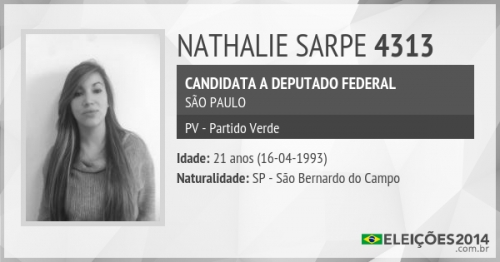 NATHALIE SARPE 4313
CANDIDATA A DEPUTADO FEDERAL
SÃO PAULO
PV - Partido Verde
Idade: 21 anos (16-04-1993)
Naturalidade: SP - São Bernardo do Campo
ELEIÇÕES2014
.com.br